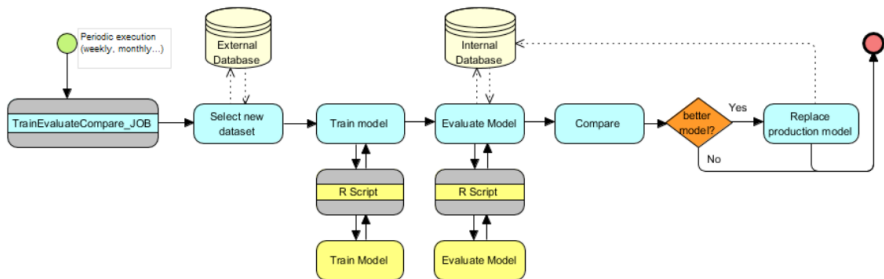 Periodic execution
(weekly, monthly...)
External
Database
Internal
Database
TrainEvaluateCompare_JOB
Select new
dataset
Train model
Evaluate Model
Compare
better
model?
Yes
Replace
production model
No
R Script
R Script
Train Model
Evaluate Model